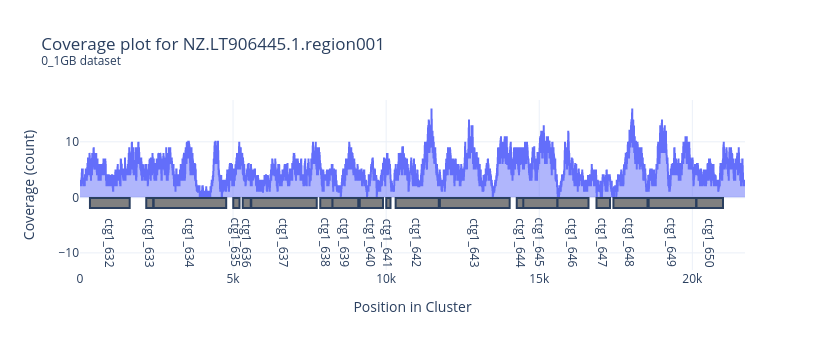 Coverage plot for NZ.LT906445.1.region001
0_1GB dataset
Coverage (count)
10
0
−10
ctg1_632
ctg1_633
ctg1_634
ctg1_635
ctg1_636
ctg1_637
ctg1_638
ctg1_639
ctg1_640
ctg1_641
ctg1_642
ctg1_643
ctg1_644
ctg1_645
ctg1_646
ctg1_647
ctg1_648
ctg1_649
ctg1_650
0
5k
10k
15k
20k
Position in Cluster